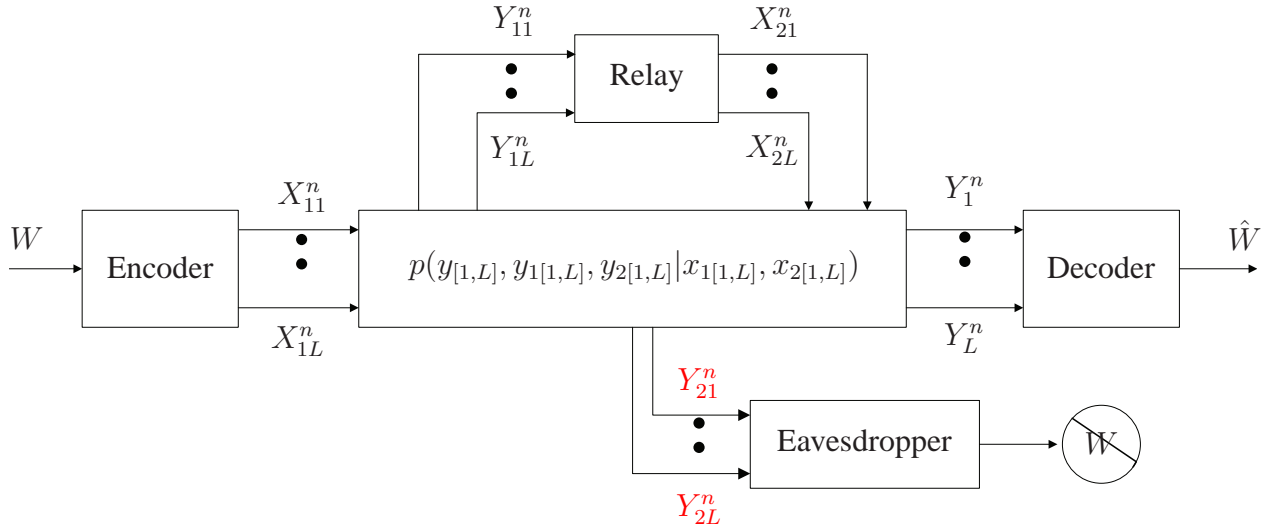 Y_{11}^n
X_{21}^n
Relay
Y_{1L}^n
X_{2L}^n
X_{11}^n
Y_1^n
W
Encoder
p(y_{[1,L]}, y_{1[1,L]}, y_{2[1,L]}|x_{1[1,L]}, x_{2[1,L]})
Decoder
Ŵ
X_{1L}^n
Y_L^n
Y_{21}^n
Eavesdropper
W
Y_{2L}^n